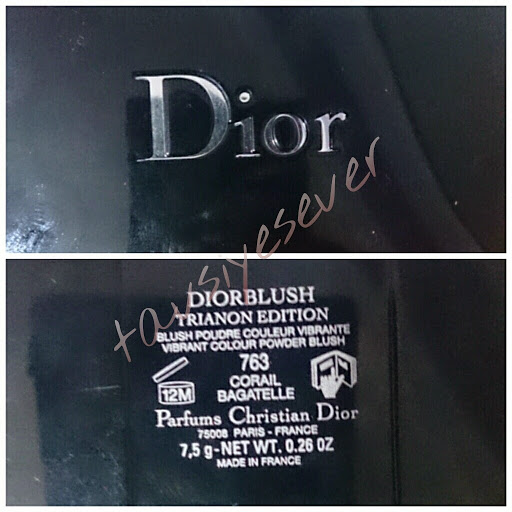 Dior
tavsiyesever
DIORBLUSH
TRIANON EDITION
BLUSH POUDRE COULEUR VIBRANTE
VIBRANT COLOUR POWDER BLUSH
763
12M
CORAIL
BAGATELLE
Parfums Christian Dior
75008 PARIS - FRANCE
7,5 g - NET WT. 0.26 OZ
MADE IN FRANCE